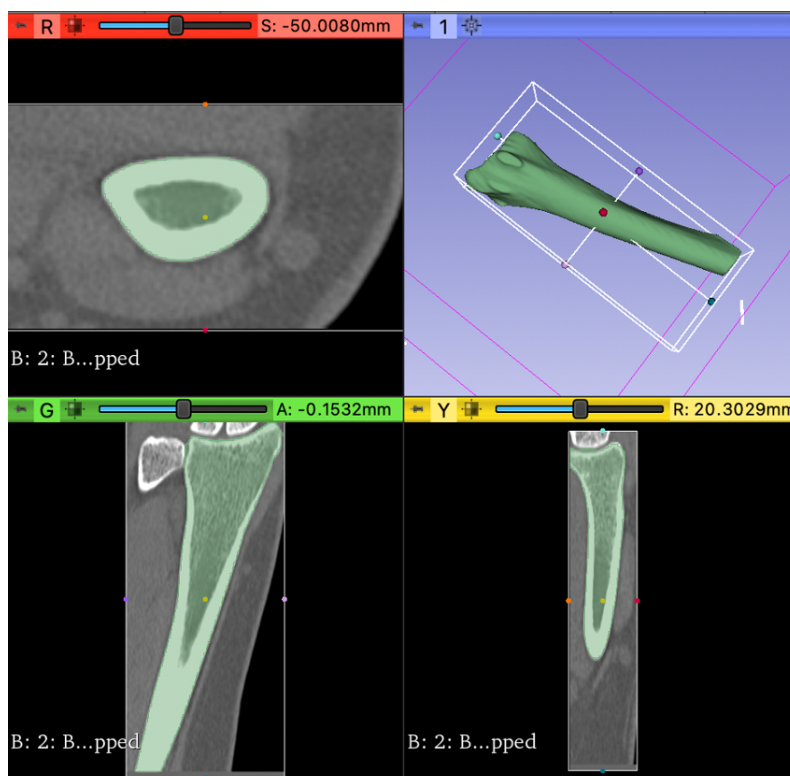 R S: -50.0080mm
1
B: 2: B...pped
G A: -0.1532mm
Y R: 20.3029mm
B: 2: B...pped
B: 2: B...pped